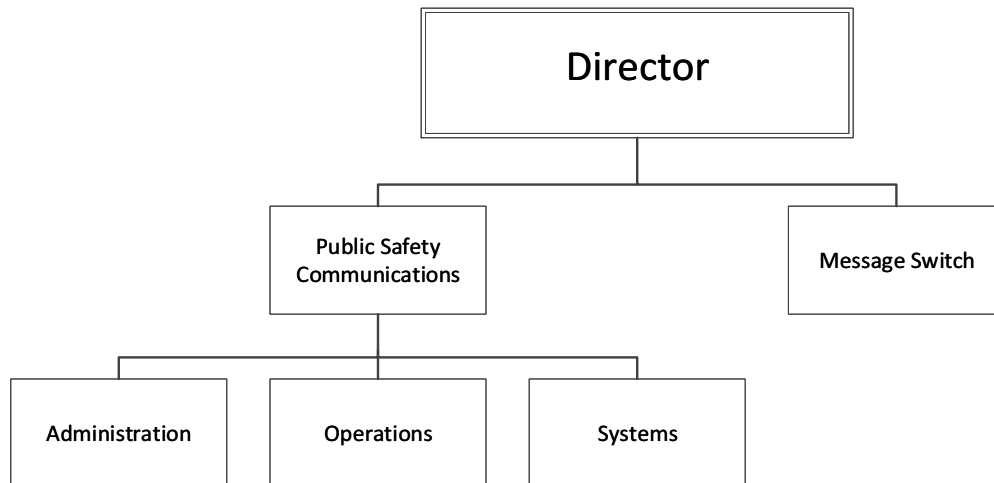 Director
Public Safety
Communications
Message Switch
Administration
Operations
Systems